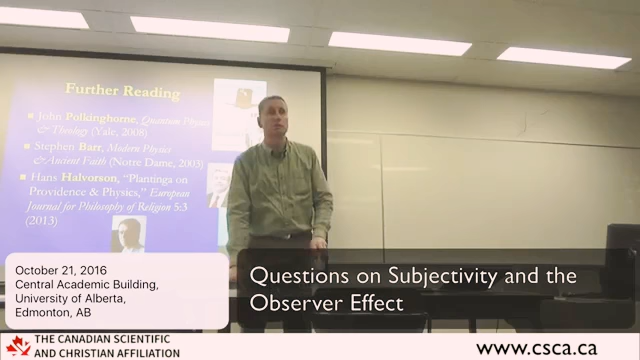 Further Reading
John Polkinghorne, Quantum Physics
& Theology (Yale, 2008)
Stephen Barr, Modern Physics
& Ancient Faith (Notre Dame, 2003)
Hans Halvorson, "Plantinga on
Providence & Physics," European
Journal for Philosophy of Religion 5:3
(2013)
October 21, 2016
Central Academic Building,
University of Alberta,
Edmonton, AB
Questions on Subjectivity and the
Observer Effect
THE CANADIAN SCIENTIFIC
AND CHRISTIAN AFFILIATION
www.csca.ca